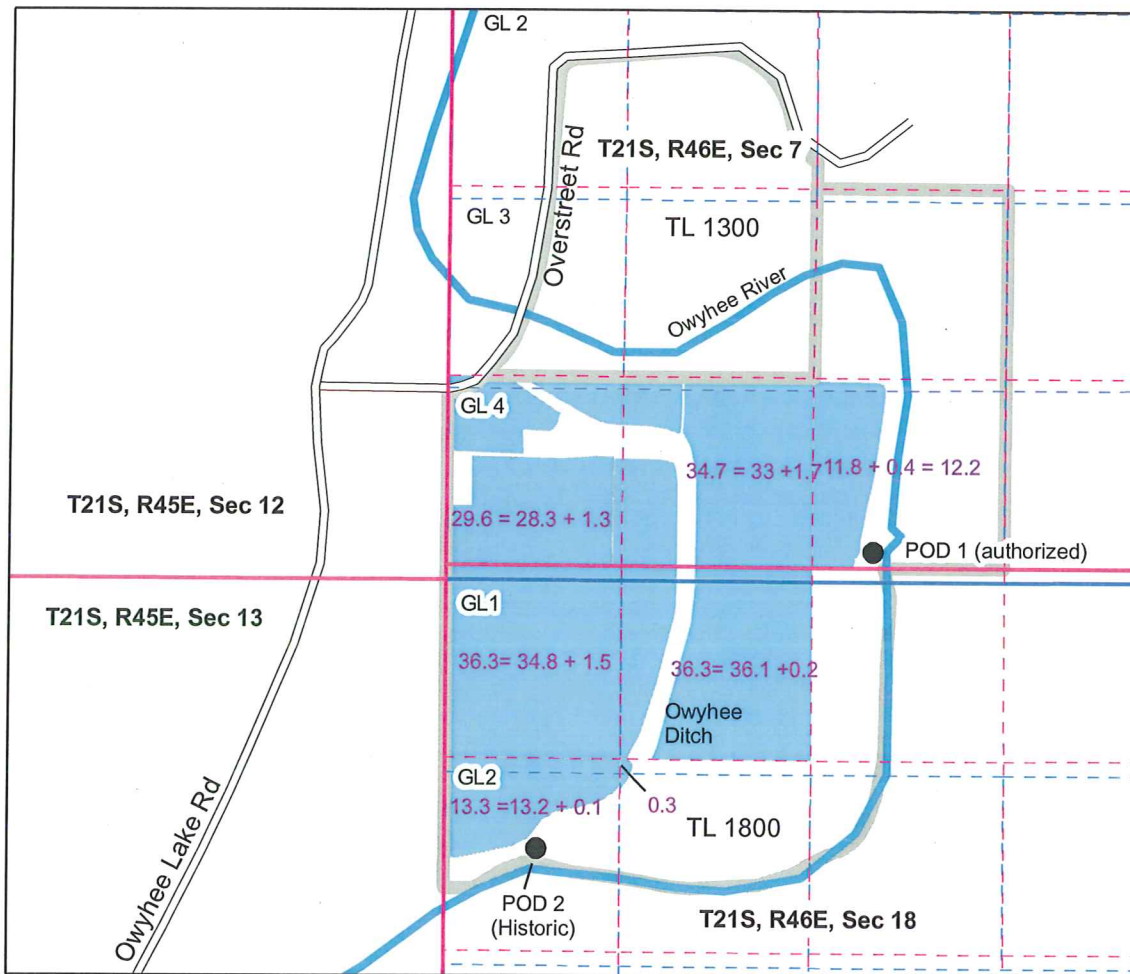 GL 2
T21S, R46E, Sec 7
Overstreet Rd
GL 3
TL 1300
Owyhee River
GL 4
34.7 = 33 +1.7
11.8 + 0.4 = 12.2
T21S, R45E, Sec 12
29.6 = 28.3 + 1.3
POD 1 (authorized)
T21S, R45E, Sec 13
GL1
36.3= 34.8 + 1.5
36.3= 36.1 +0.2
Owyhee
Ditch
GL2
13.3 =13.2 + 0.1
0.3
TL 1800
Owyhee Lake Rd
POD 2
(Historic)
T21S, R46E, Sec 18